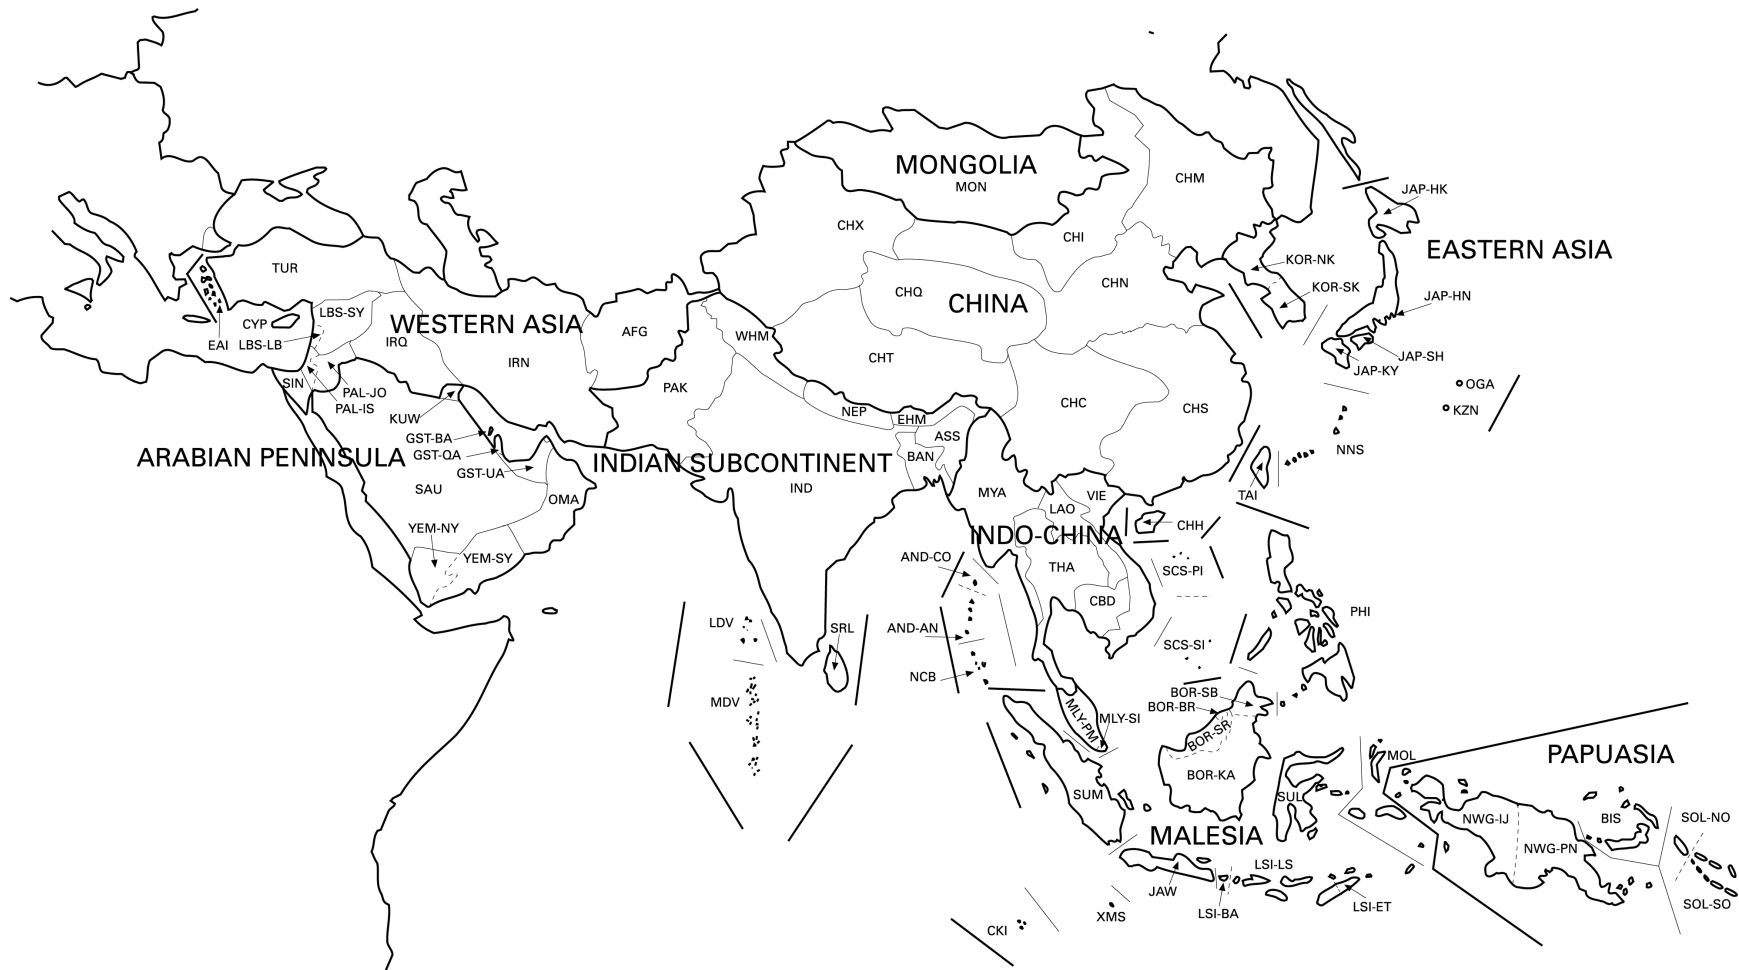 MONGOLIA
MON
CHM
JAP-HK
CHX
CHI
EASTERN ASIA
KOR-NK
TUR
CHN
KOR-SK
CHQ
CHINA
JAP-HN
LBS-SY
CYP
WESTERN ASIA
AFG
WHM
EAI
LBS-LB
IRQ
CHT
JAP-SH
IRN
JAP-KY
SIN
PAK
OGA
PAL-JO
PAL-IS
CHC
CHS
KZN
NEP
KUW
EHM
GST-BA
ASS
NNS
ARABIAN PENINSULA
GST-QA
BAN
INDIAN SUBCONTINENT
GST-UA
SAU
IND
MYA
VIE
TAI
OMA
LAO
YEM-NY
CHH
INDO-CHINA
YEM-SY
AND-CO
THA
SCS-PI
CBD
PHI
LDV
SRL
AND-AN
SCS-SI
NCB
BOR-SB
MDV
BOR-BR
MLY-PM
MLY-SI
BOR-SR
PAPUASIA
MOL
BOR-KA
SUM
SUL
NWG-IJ
BIS
SOL-NO
MALESIA
NWG-PN
LSI-LS
JAW
SOL-SO
LSI-ET
XMS
LSI-BA
CKI